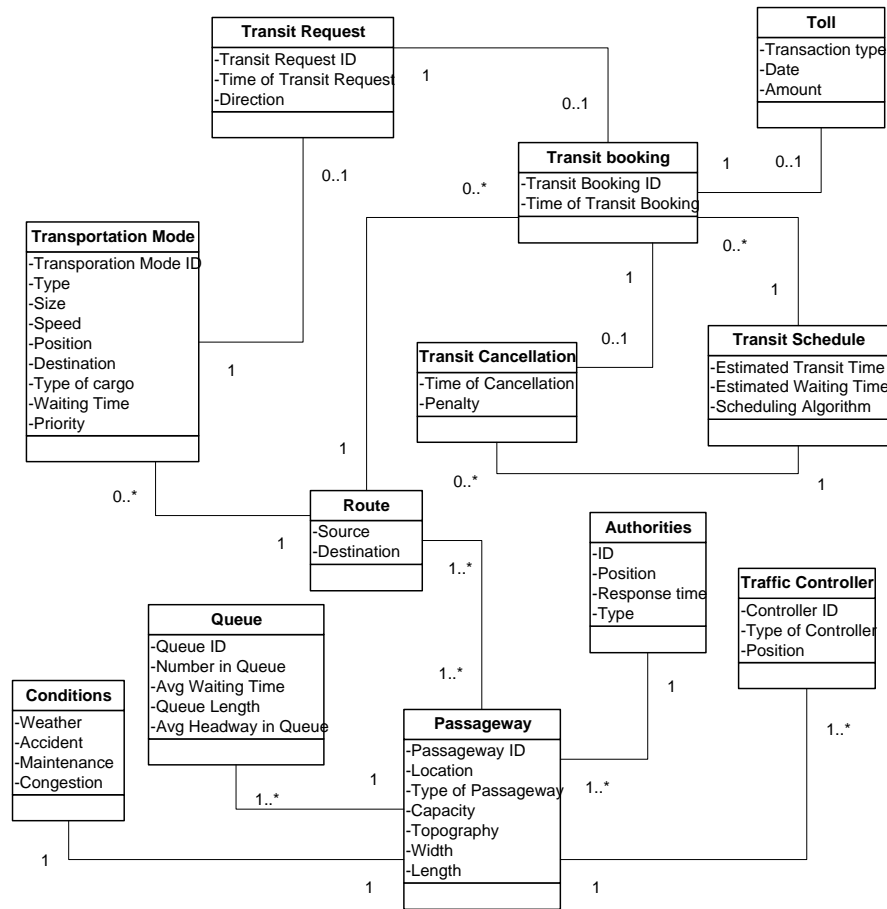 Transit Request
-Transit Request ID
-Time of Transit Request
-Direction
1
0..1
Toll
-Transaction type
-Date
-Amount
0..1
1
Transit booking
-Transit Booking ID
-Time of Transit Booking
0..1
0..*
0..*
1
1
Transportation Mode
-Transporation Mode ID
-Type
-Size
-Speed
-Position
-Destination
-Type of cargo
-Waiting Time
-Priority
1
0..1
Transit Cancellation
-Time of Cancellation
-Penalty
Transit Schedule
-Estimated Transit Time
-Estimated Waiting Time
-Scheduling Algorithm
1
0..*
0..*
1
1
Route
-Source
-Destination
1..*
Authorities
-ID
-Position
-Response time
-Type
Traffic Controller
-Controller ID
-Type of Controller
-Position
Queue
-Queue ID
-Number in Queue
-Avg Waiting Time
-Queue Length
-Avg Headway in Queue
1..*
1
1..*
Conditions
-Weather
-Accident
-Maintenance
-Congestion
Passageway
-Passageway ID
-Location
-Type of Passageway
-Capacity
-Topography
-Width
-Length
1
1..*
1..*
1
1
1